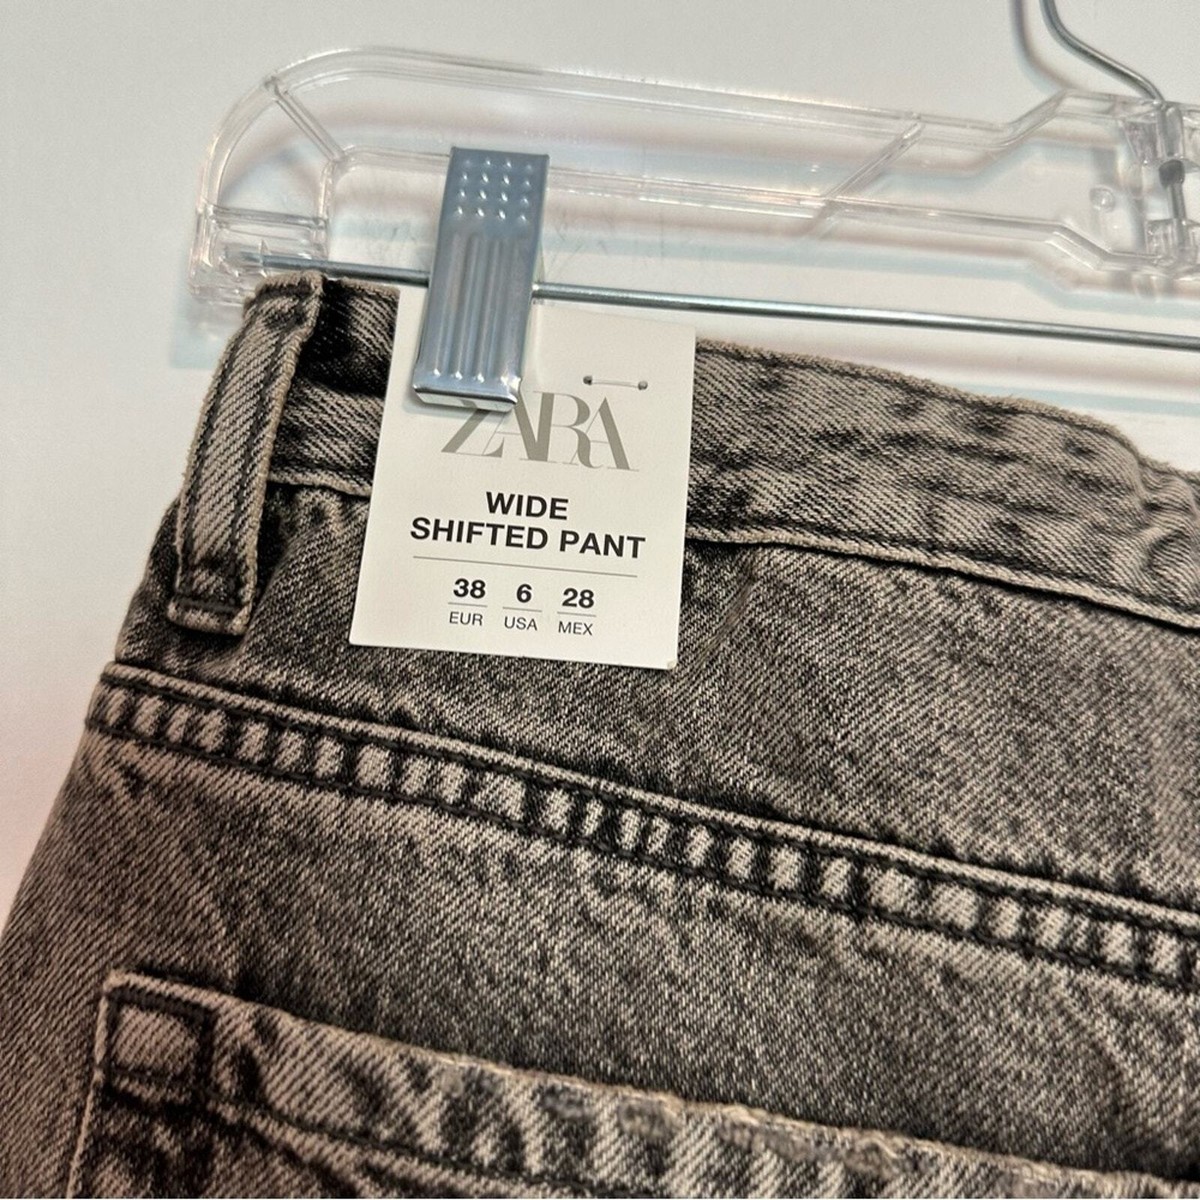 ZARA
WIDE
SHIFTED PANT
38 6 28
EUR USA MEX